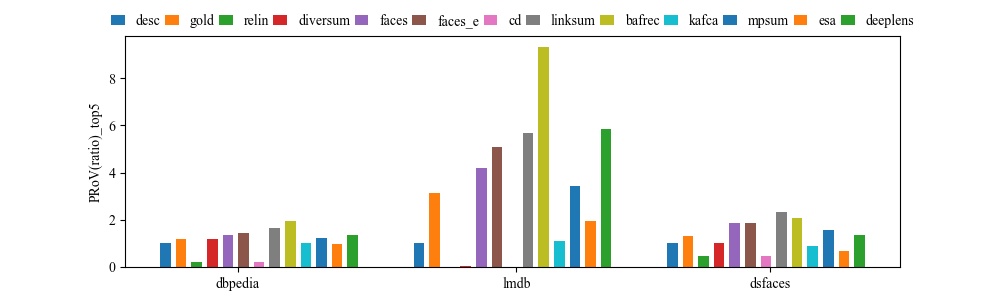 desc gold relin diversum faces faces_e cd linksum bafrec kafca mpsum esa deeplens
PRoV(ratio)_top5
8
6
4
2
0
dbpedia lmdb dsfaces